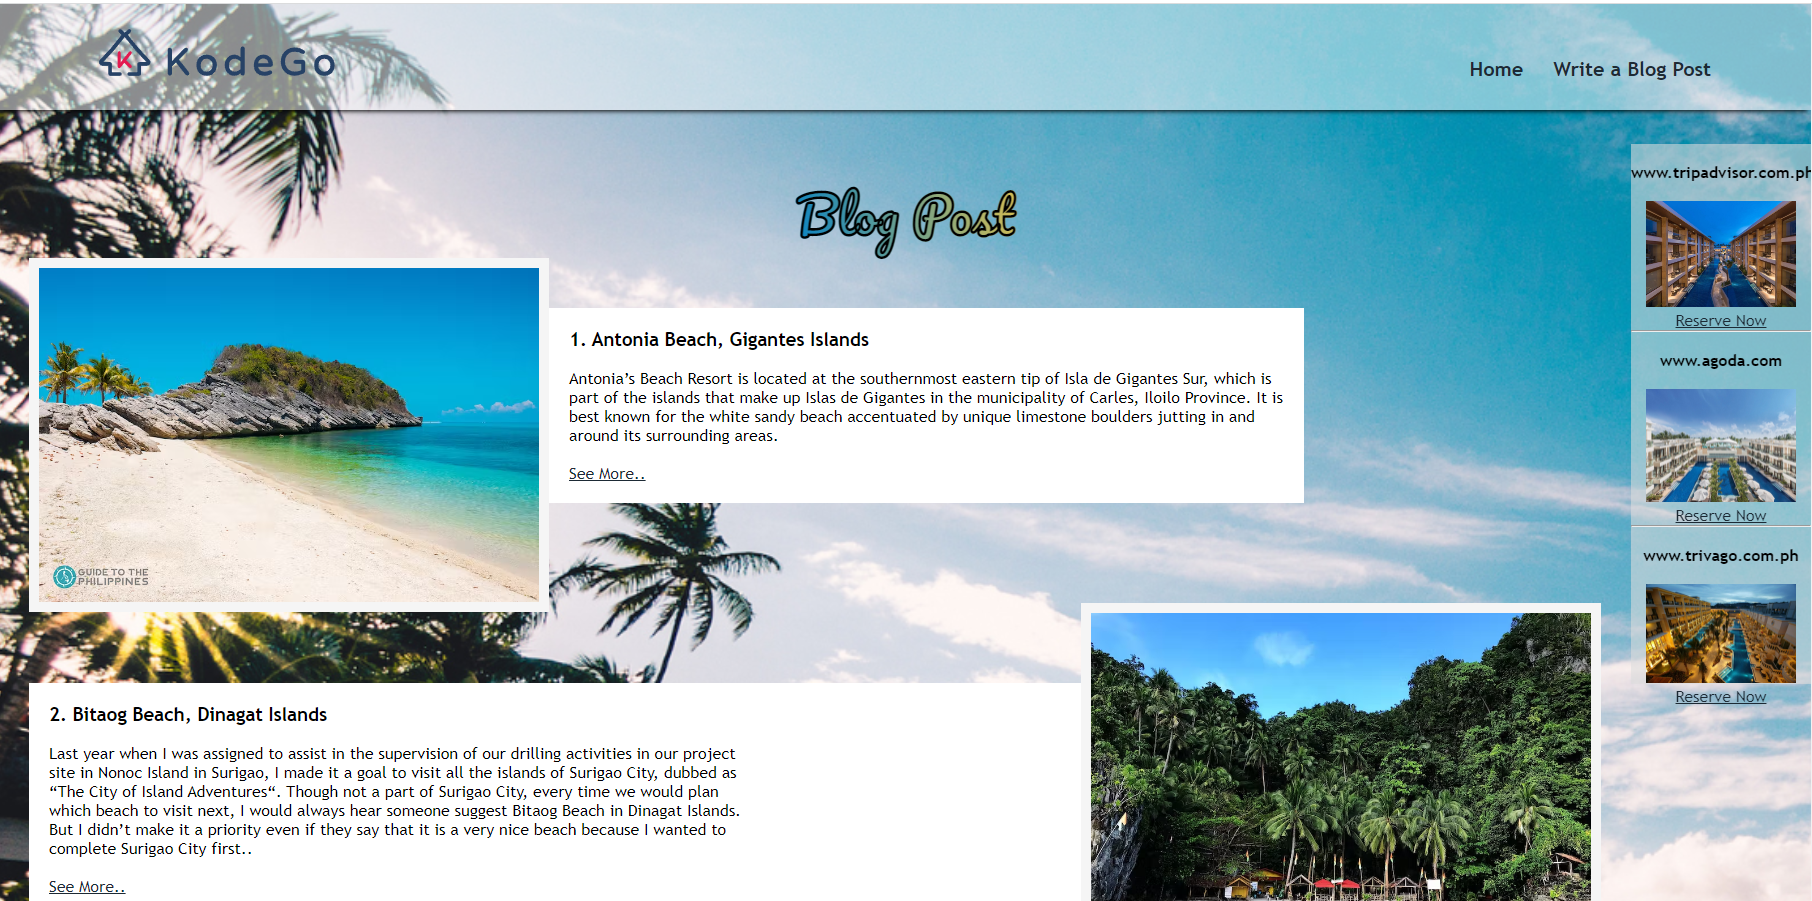 KodeGo
Home
Write a Blog Post
Blog Post
www.tripadvisor.com.ph
Reserve Now
www.agoda.com
Reserve Now
www.trivago.com.ph
Reserve Now
GUIDE TO THE
PHILIPPINES
1. Antonia Beach, Gigantes Islands
Antonia’s Beach Resort is located at the southernmost eastern tip of Isla de Gigantes Sur, which is
part of the islands that make up Islas de Gigantes in the municipality of Carles, Iloilo Province. It is
best known for the white sandy beach accentuated by unique limestone boulders jutting in and
around its surrounding areas.
See More..
2. Bitaog Beach, Dinagat Islands
Last year when I was assigned to assist in the supervision of our drilling activities in our project
site in Nonoc Island in Surigao, I made it a goal to visit all the islands of Surigao City, dubbed as
“The City of Island Adventures“. Though not a part of Surigao City, every time we would plan
which beach to visit next, I would always hear someone suggest Bitaog Beach in Dinagat Islands.
But I didn’t make it a priority even if they say that it is a very nice beach because I wanted to
complete Surigao City first..
See More..